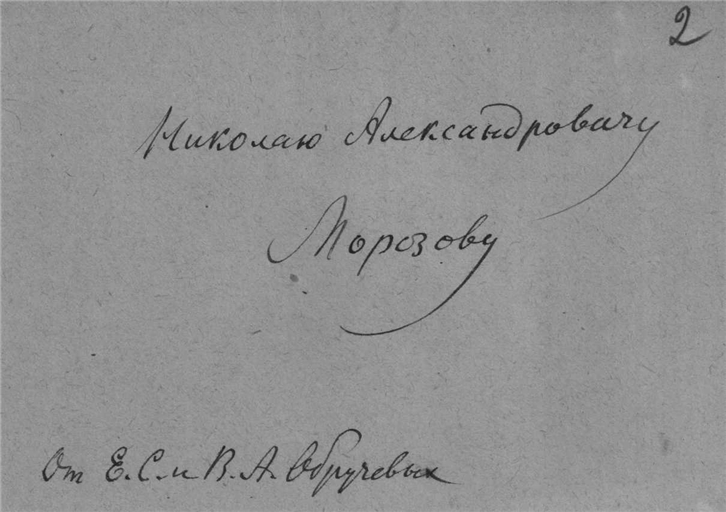 2
Николаю Александровичу
Морозову
От Е. С. и В. А. Обручевых